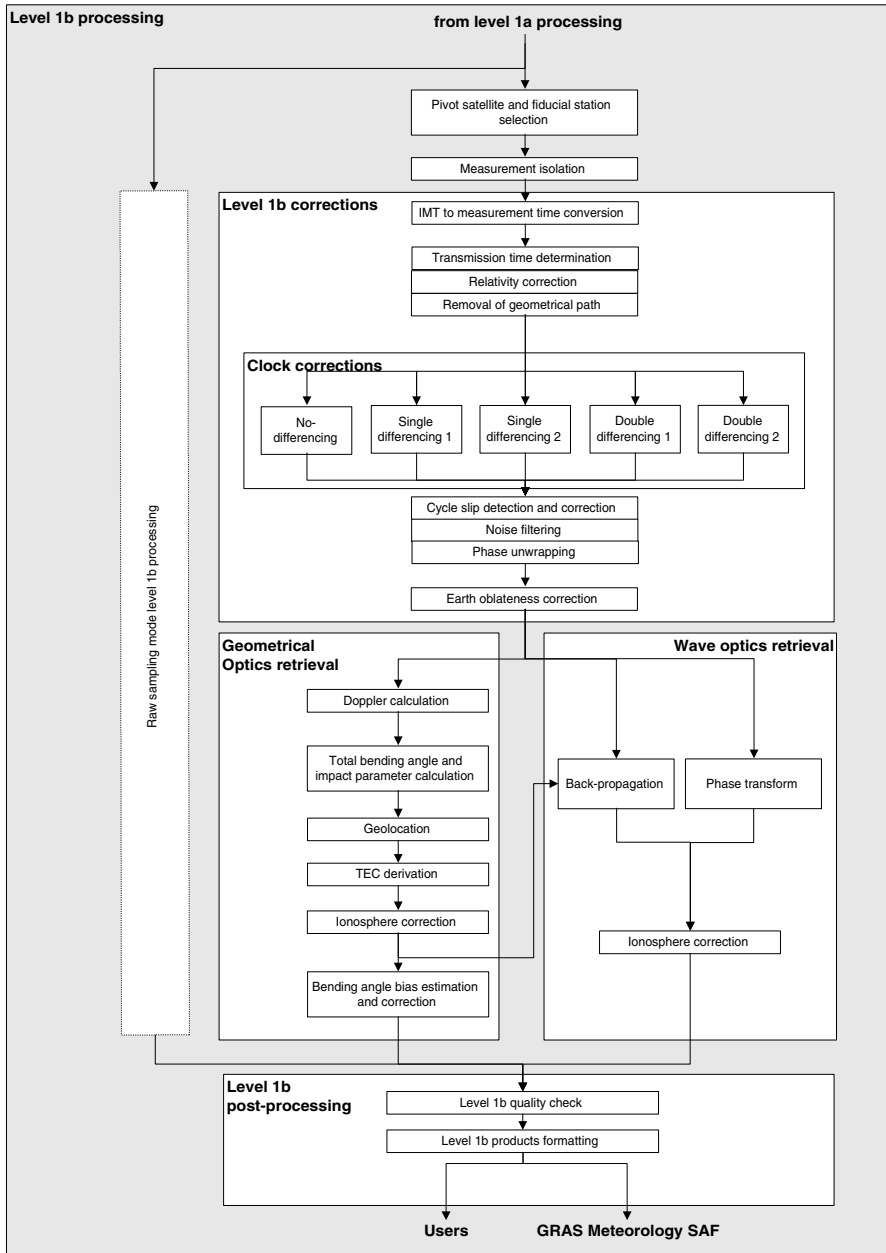 Level 1b processing
from level 1a processing
Pivot satellite and fiducial station
selection
Measurement isolation
Level 1b corrections
IMT to measurement time conversion
Transmission time determination
Relativity correction
Removal of geometrical path
Clock corrections
No-
differencing
Single
differencing 1
Single
differencing 2
Double
differencing 1
Double
differencing 2
Cycle slip detection and correction
Noise filtering
Phase unwrapping
Earth oblateness correction
Raw sampling mode level 1b processing
Geometrical
Optics retrieval
Doppler calculation
Total bending angle and
impact parameter calculation
Geolocation
TEC derivation
Ionosphere correction
Bending angle bias estimation
and correction
Wave optics retrieval
Back-propagation
Phase transform
Ionosphere correction
Level 1b
post-processing
Level 1b quality check
Level 1b products formatting
Users
GRAS Meteorology SAF